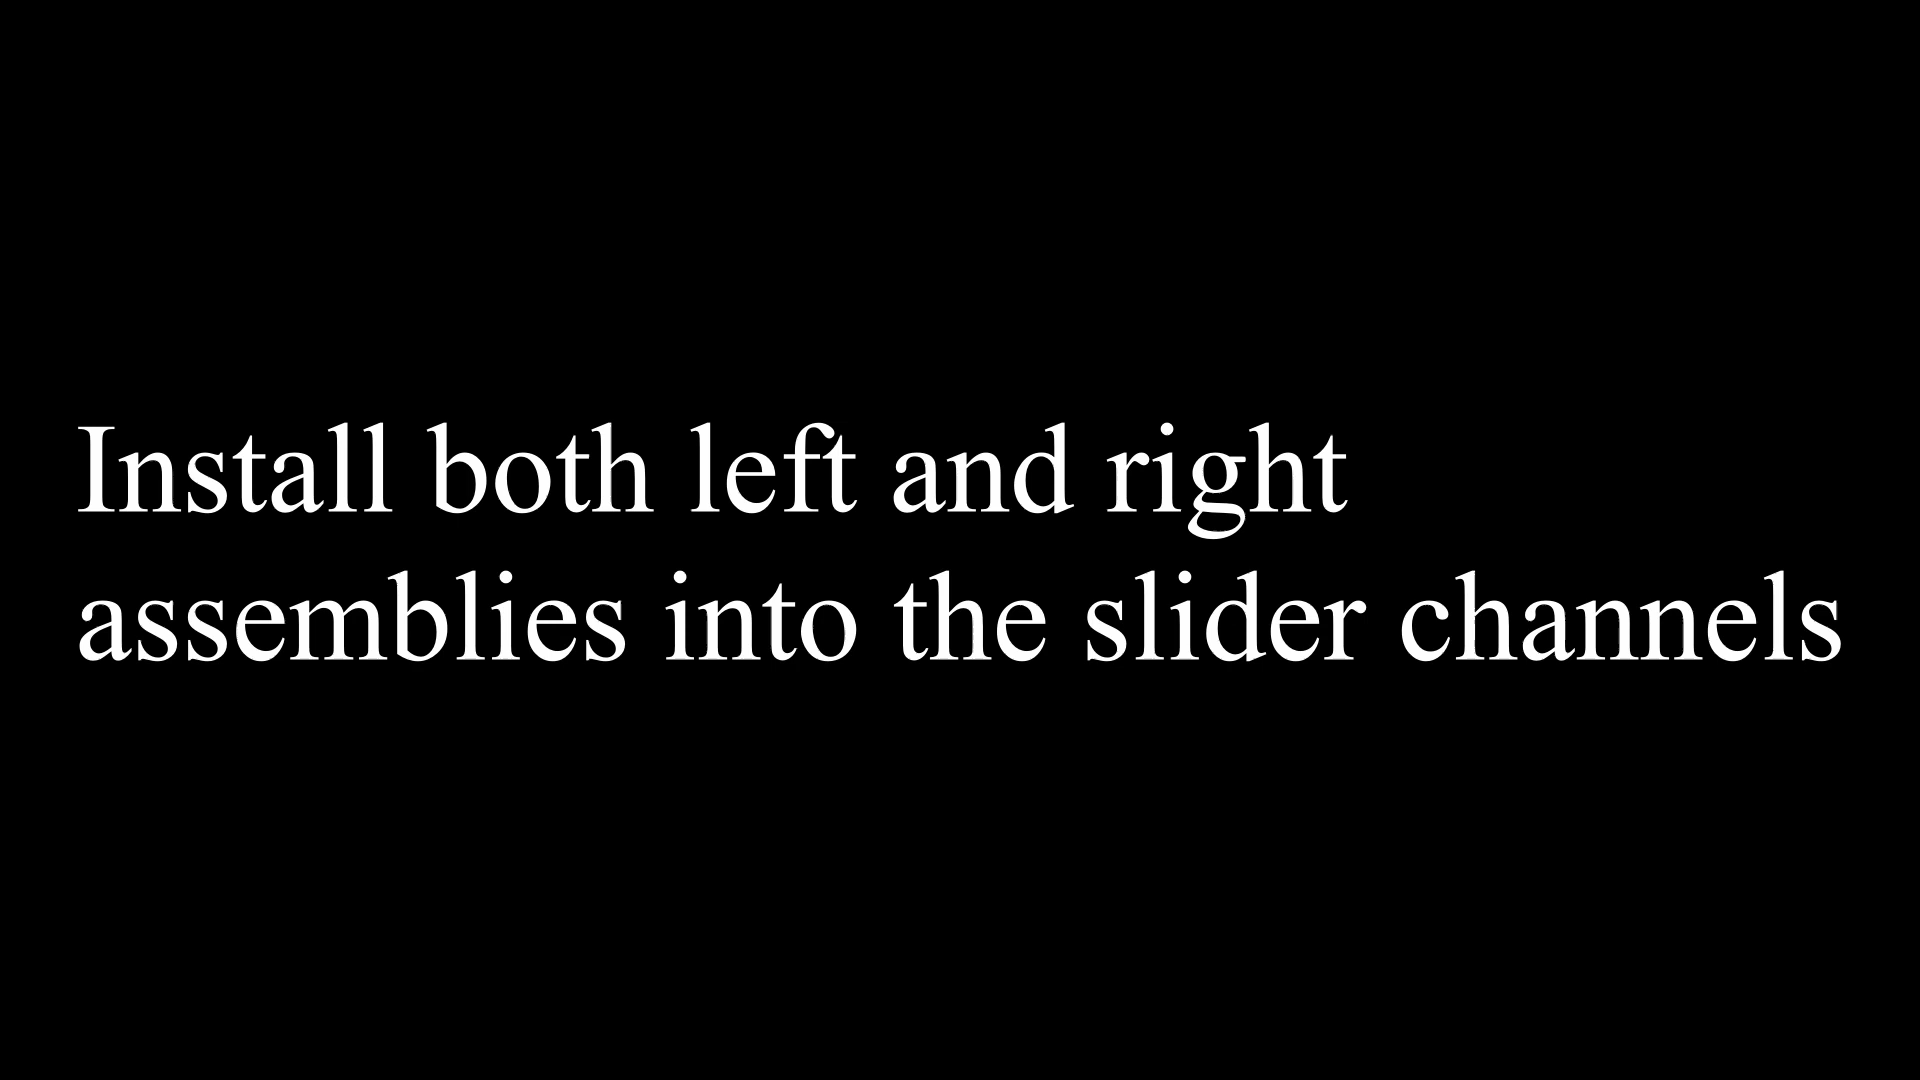 Install both left and right
assemblies into the slider channels